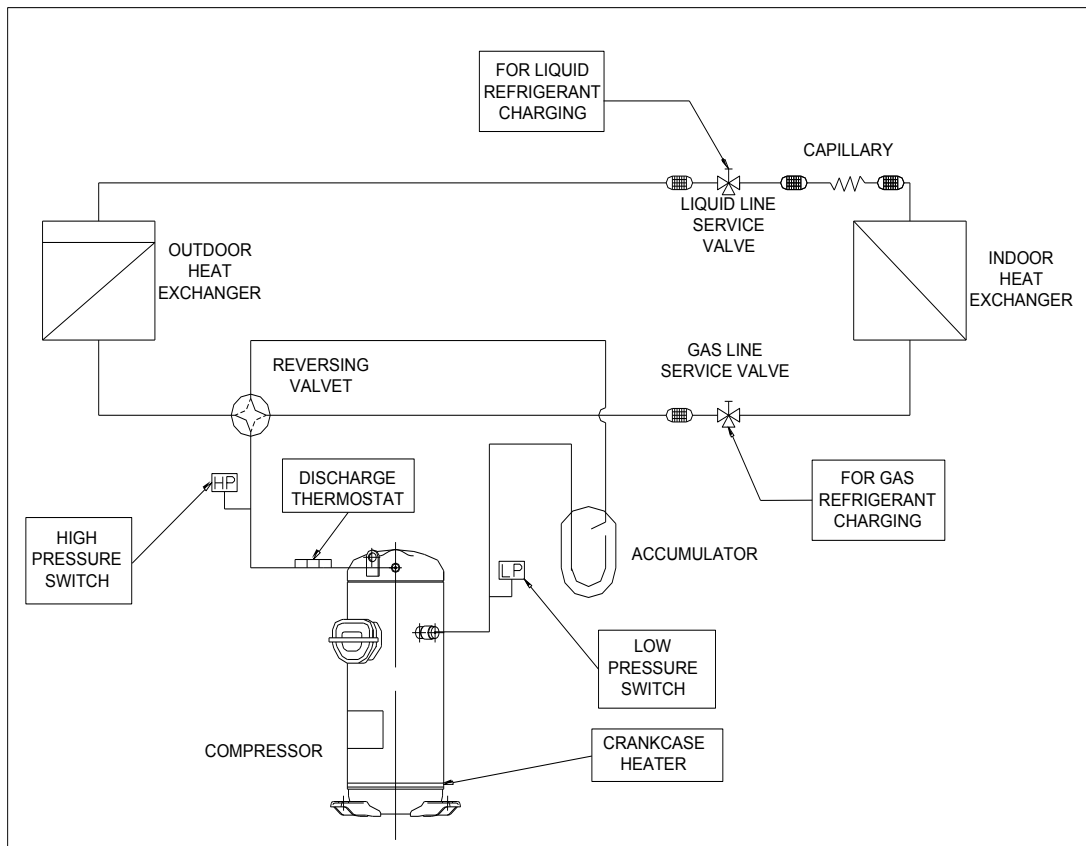 FOR LIQUID
REFRIGERANT
CHARGING
CAPILLARY
LIQUID LINE
SERVICE
VALVE
OUTDOOR
HEAT
EXCHANGER
INDOOR
HEAT
EXCHANGER
REVERSING
VALVET
GAS LINE
SERVICE VALVE
HP
DISCHARGE
THERMOSTAT
FOR GAS
REFRIGERANT
CHARGING
HIGH
PRESSURE
SWITCH
ACCUMULATOR
LP
LOW
PRESSURE
SWITCH
COMPRESSOR
CRANKCASE
HEATER